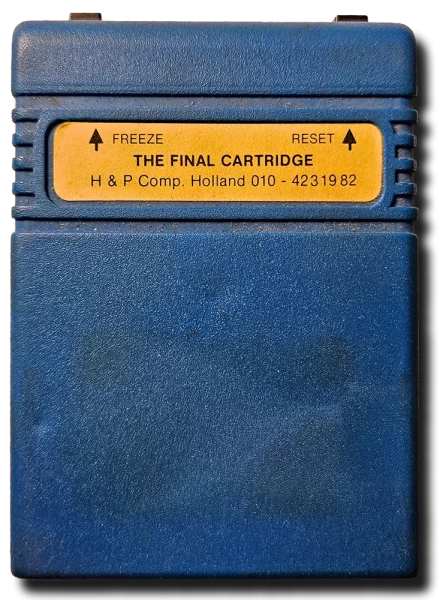 FREEZE RESET
THE FINAL CARTRIDGE
H & P Comp. Holland 010 - 4231982